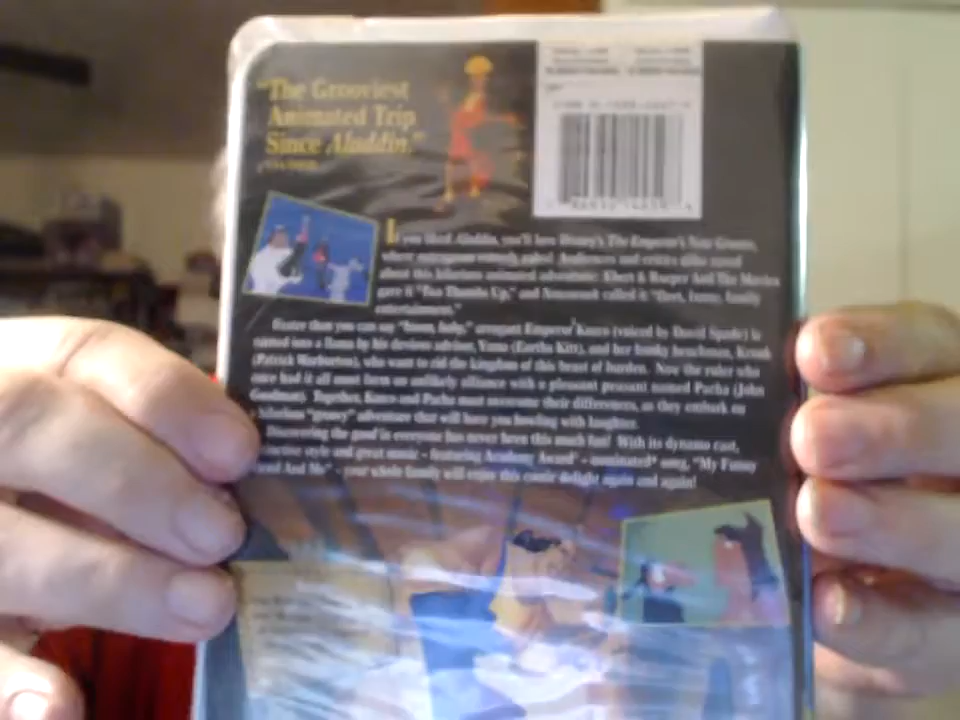 "The Grooviest
Animated Trip
Since Aladdin."
If you liked Aladdin, you'll love Disney's The Emperor's New Groove,
where outrageous comedy rules! Audiences and critics alike raved
about this hilarious animated adventure. Ebert & Roeper And The Movies
gave it "Two Thumbs Up," and Newsweek called it "Fast, funny, family
entertainment."
Faster than you can say "boom, baby," arrogant Emperor Kuzco (voiced by David Spade) is
turned into a llama by his devious advisor, Yzma (Eartha Kitt), and her hunky henchman, Kronk
(Patrick Warburton), who want to rid the kingdom of this beast of burden. Now the ruler who
once had it all must form an unlikely alliance with a pleasant peasant named Pacha (John
Goodman). Together, Kuzco and Pacha must overcome their differences, as they embark on
hilarious "groovy" adventure that will have you howling with laughter.
Discovering the good in everyone has never been this much fun! With its dynamo cast,
style and great music - featuring Academy Award - nominated* song, "My Funny
Friend And Me" - your whole family will enjoy this comic delight again and again!